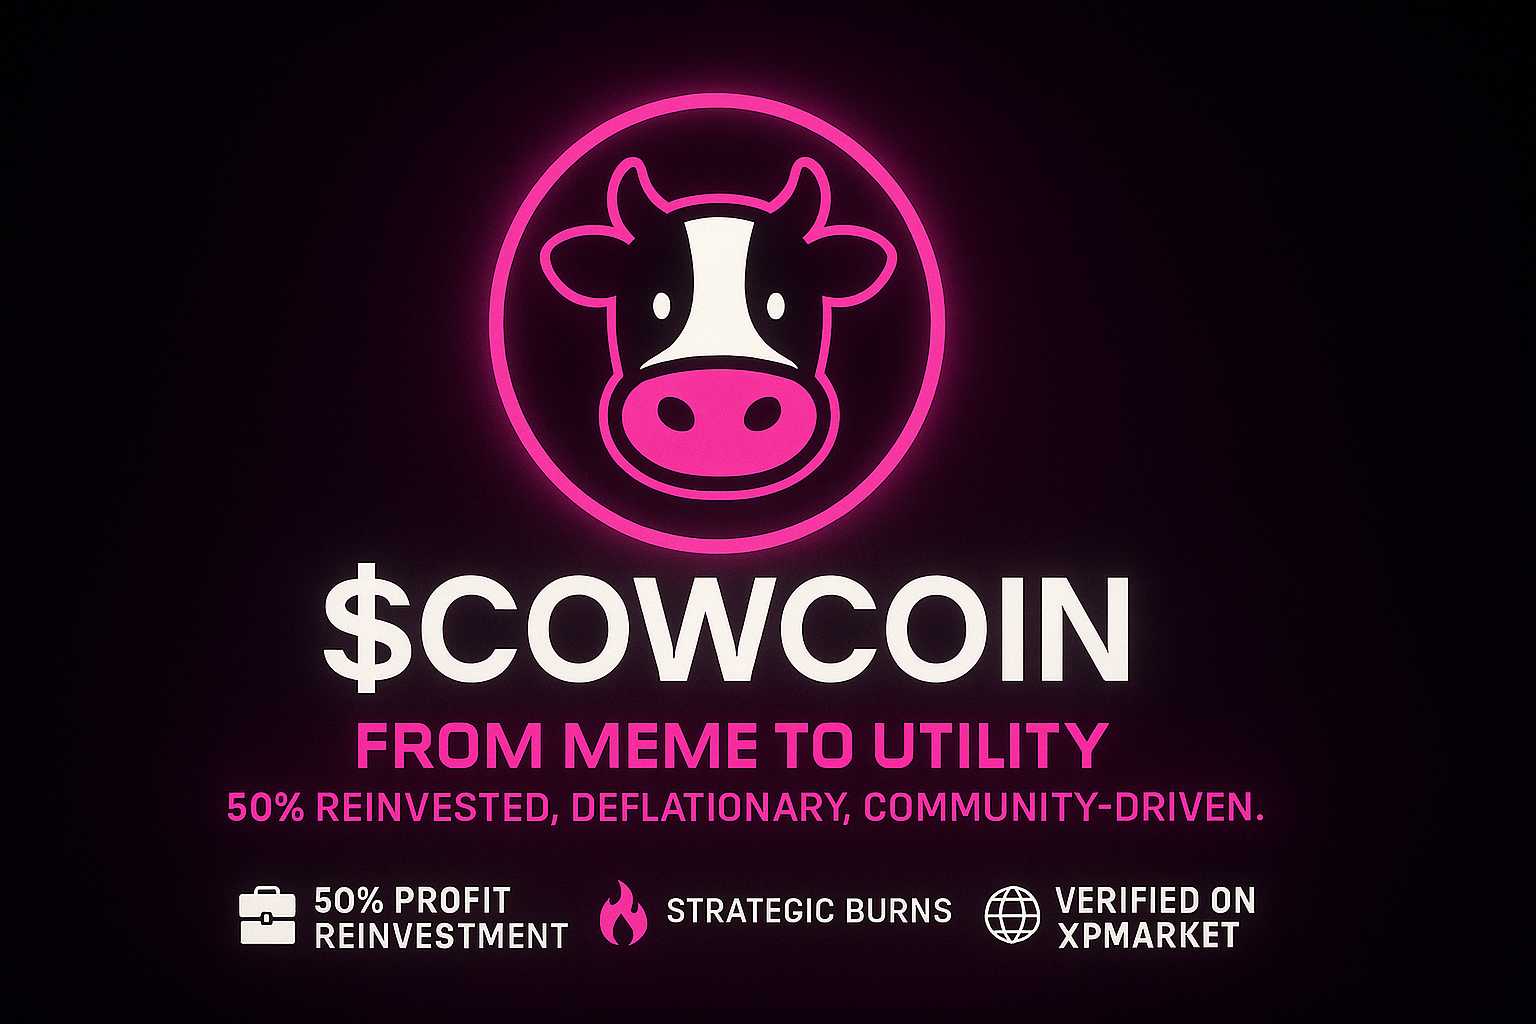 $COWCOIN
FROM MEME TO UTILITY
50% REINVESTED, DEFLATIONARY, COMMUNITY-DRIVEN.
50% PROFIT
REINVESTMENT
STRATEGIC BURNS
VERIFIED ON
XPMARKET